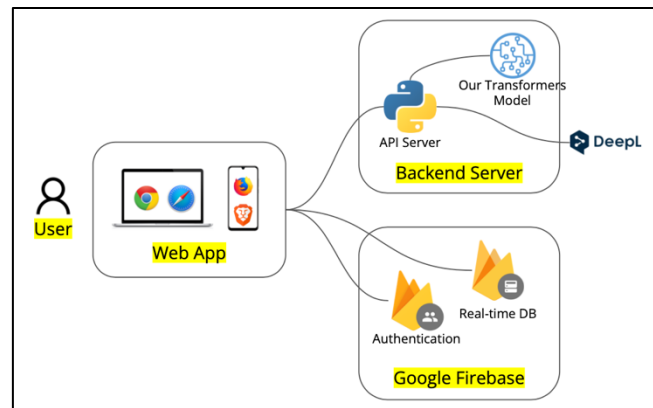 User
Web App
Our Transformers
Model
API Server
Backend Server
DeepL
Authentication
Real-time DB
Google Firebase